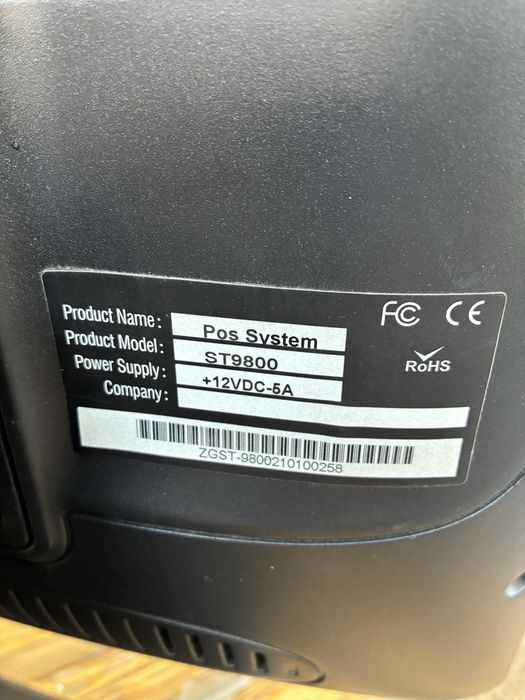 Product Name: Pos System
Product Model: ST9800
Power Supply: +12VDC-5A
Company:
FC CE
RoHS
ZGST-9800210100258